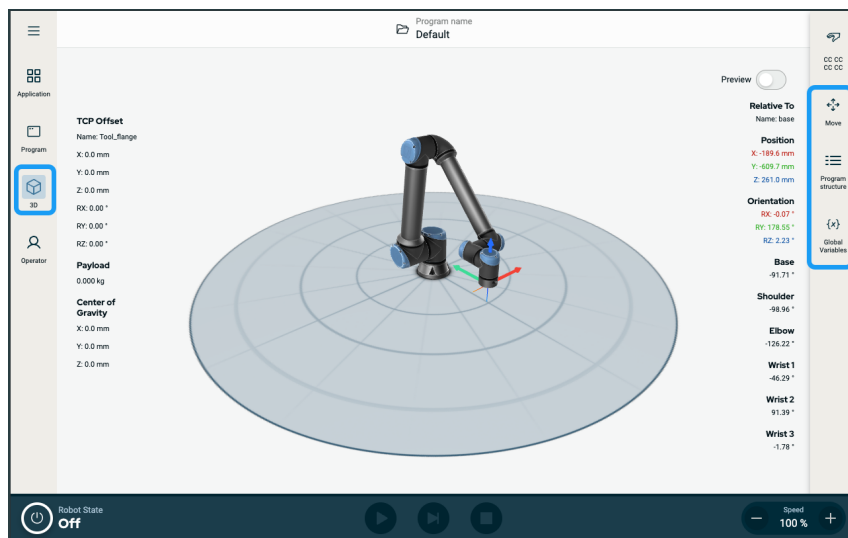 Program name
Default
Application
Program
3D
Operator
TCP Offset
Name: Tool_flange
X: 0.0 mm
Y: 0.0 mm
Z: 0.0 mm
RX: 0.00 °
RY: 0.00 °
RZ: 0.00 °
Payload
0.000 kg
Center of
Gravity
X: 0.0 mm
Y: 0.0 mm
Z: 0.0 mm
Preview
Relative To
Name: base
Position
X: -189.6 mm
Y: -609.7 mm
Z: 261.0 mm
Orientation
RX: -0.07 °
RY: 178.55 °
RZ: 2.23 °
Base
-91.71 °
Shoulder
-98.96 °
Elbow
-126.22 °
Wrist 1
-46.29 °
Wrist 2
91.39 °
Wrist 3
-1.78 °
CC CC
CC CC
Move
Program
structure
{x}
Global
Variables
Robot State
Off
Speed
100 %